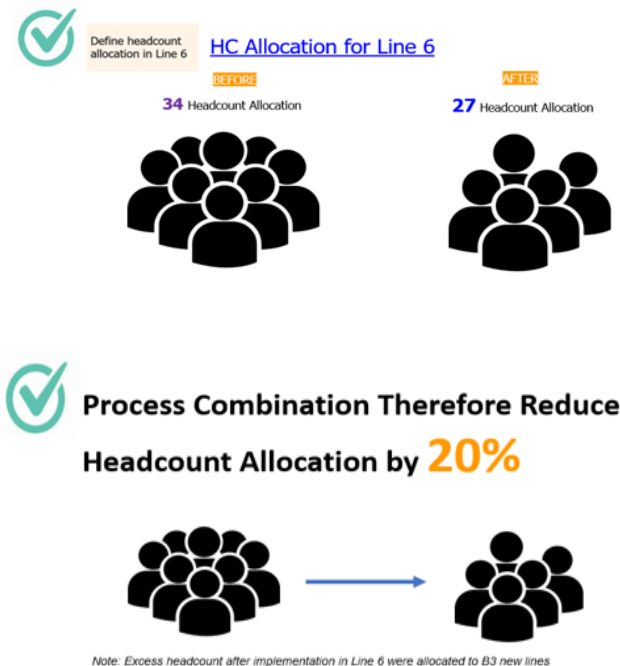 Define headcount
allocation in Line 6
HC Allocation for Line 6
BEFORE
34 Headcount Allocation
AFTER
27 Headcount Allocation
Process Combination Therefore Reduce
Headcount Allocation by 20%
Note: Excess headcount after implementation in Line 6 were allocated to B3 new lines